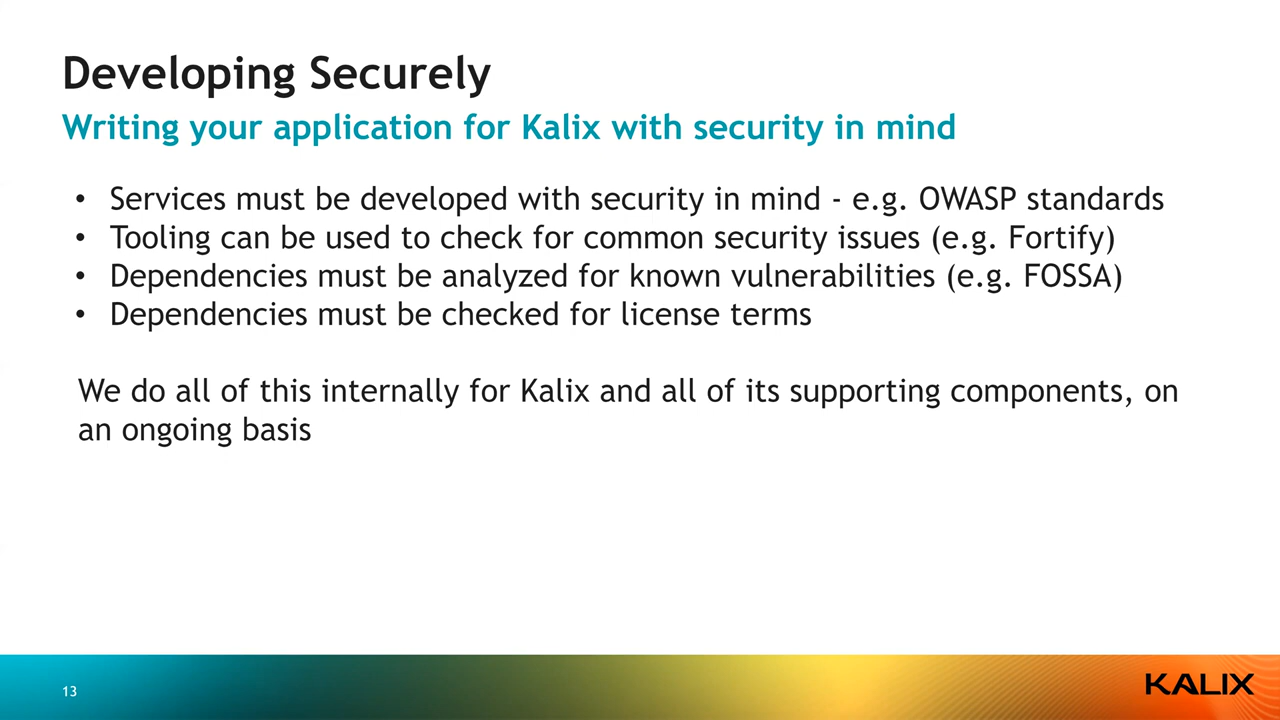 Developing Securely
Writing your application for Kalix with security in mind
• Services must be developed with security in mind - e.g. OWASP standards
• Tooling can be used to check for common security issues (e.g. Fortify)
• Dependencies must be analyzed for known vulnerabilities (e.g. FOSSA)
• Dependencies must be checked for license terms
We do all of this internally for Kalix and all of its supporting components, on
an ongoing basis
13
KALIX